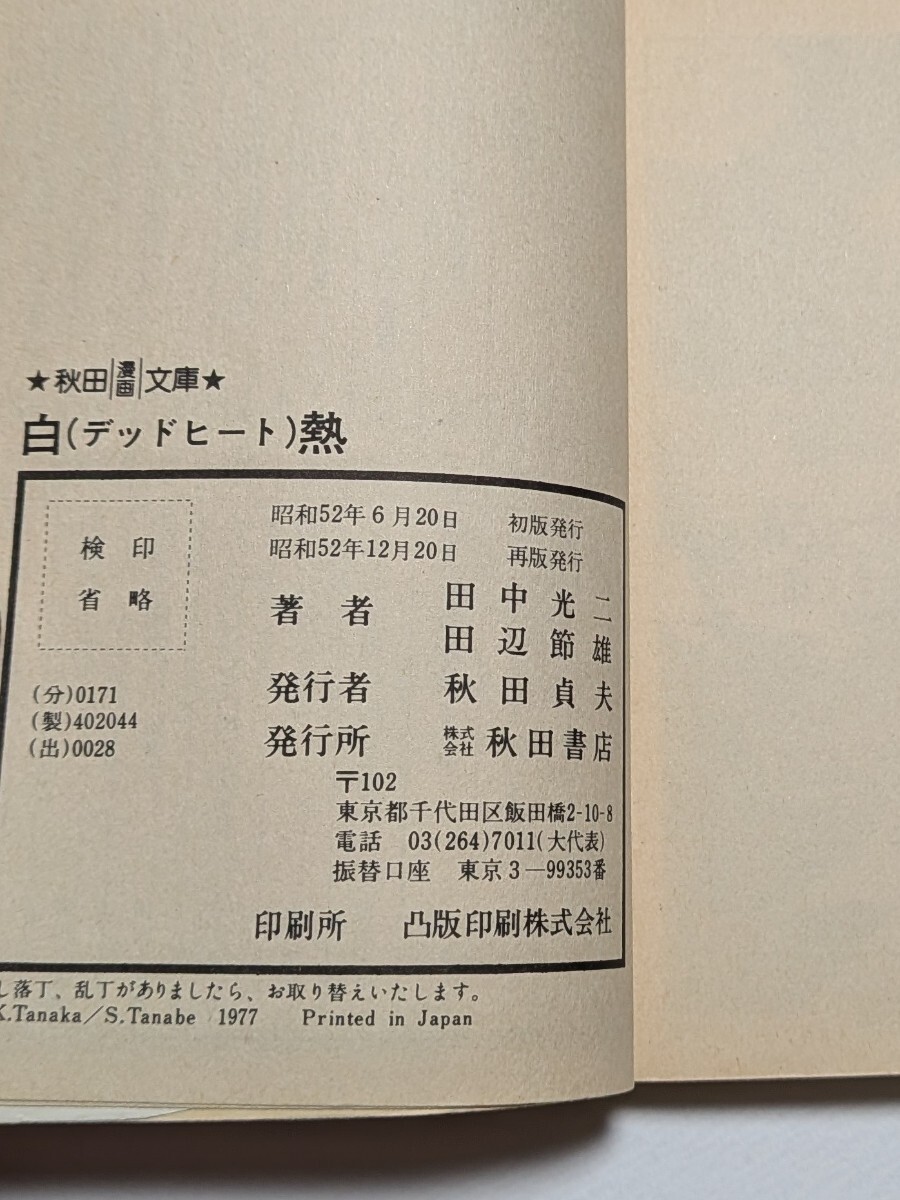 ★秋田漫画文庫★
白(デッドヒート)熱
検印
省略
(分)0171
(製)402044
(出)0028
昭和52年6月20日 初版発行
昭和52年12月20日 再版発行
著者 田中光二
田辺節雄
発行者 秋田貞夫
発行所 株式会社 秋田書店
〒102
東京都千代田区飯田橋2-10-8
電話 03(264)7011(大代表)
振替口座 東京3―99353番
印刷所 凸版印刷株式会社
し落丁、乱丁がありましたら、お取り替えいたします。
K.Tanaka/S.Tanabe 1977 Printed in Japan